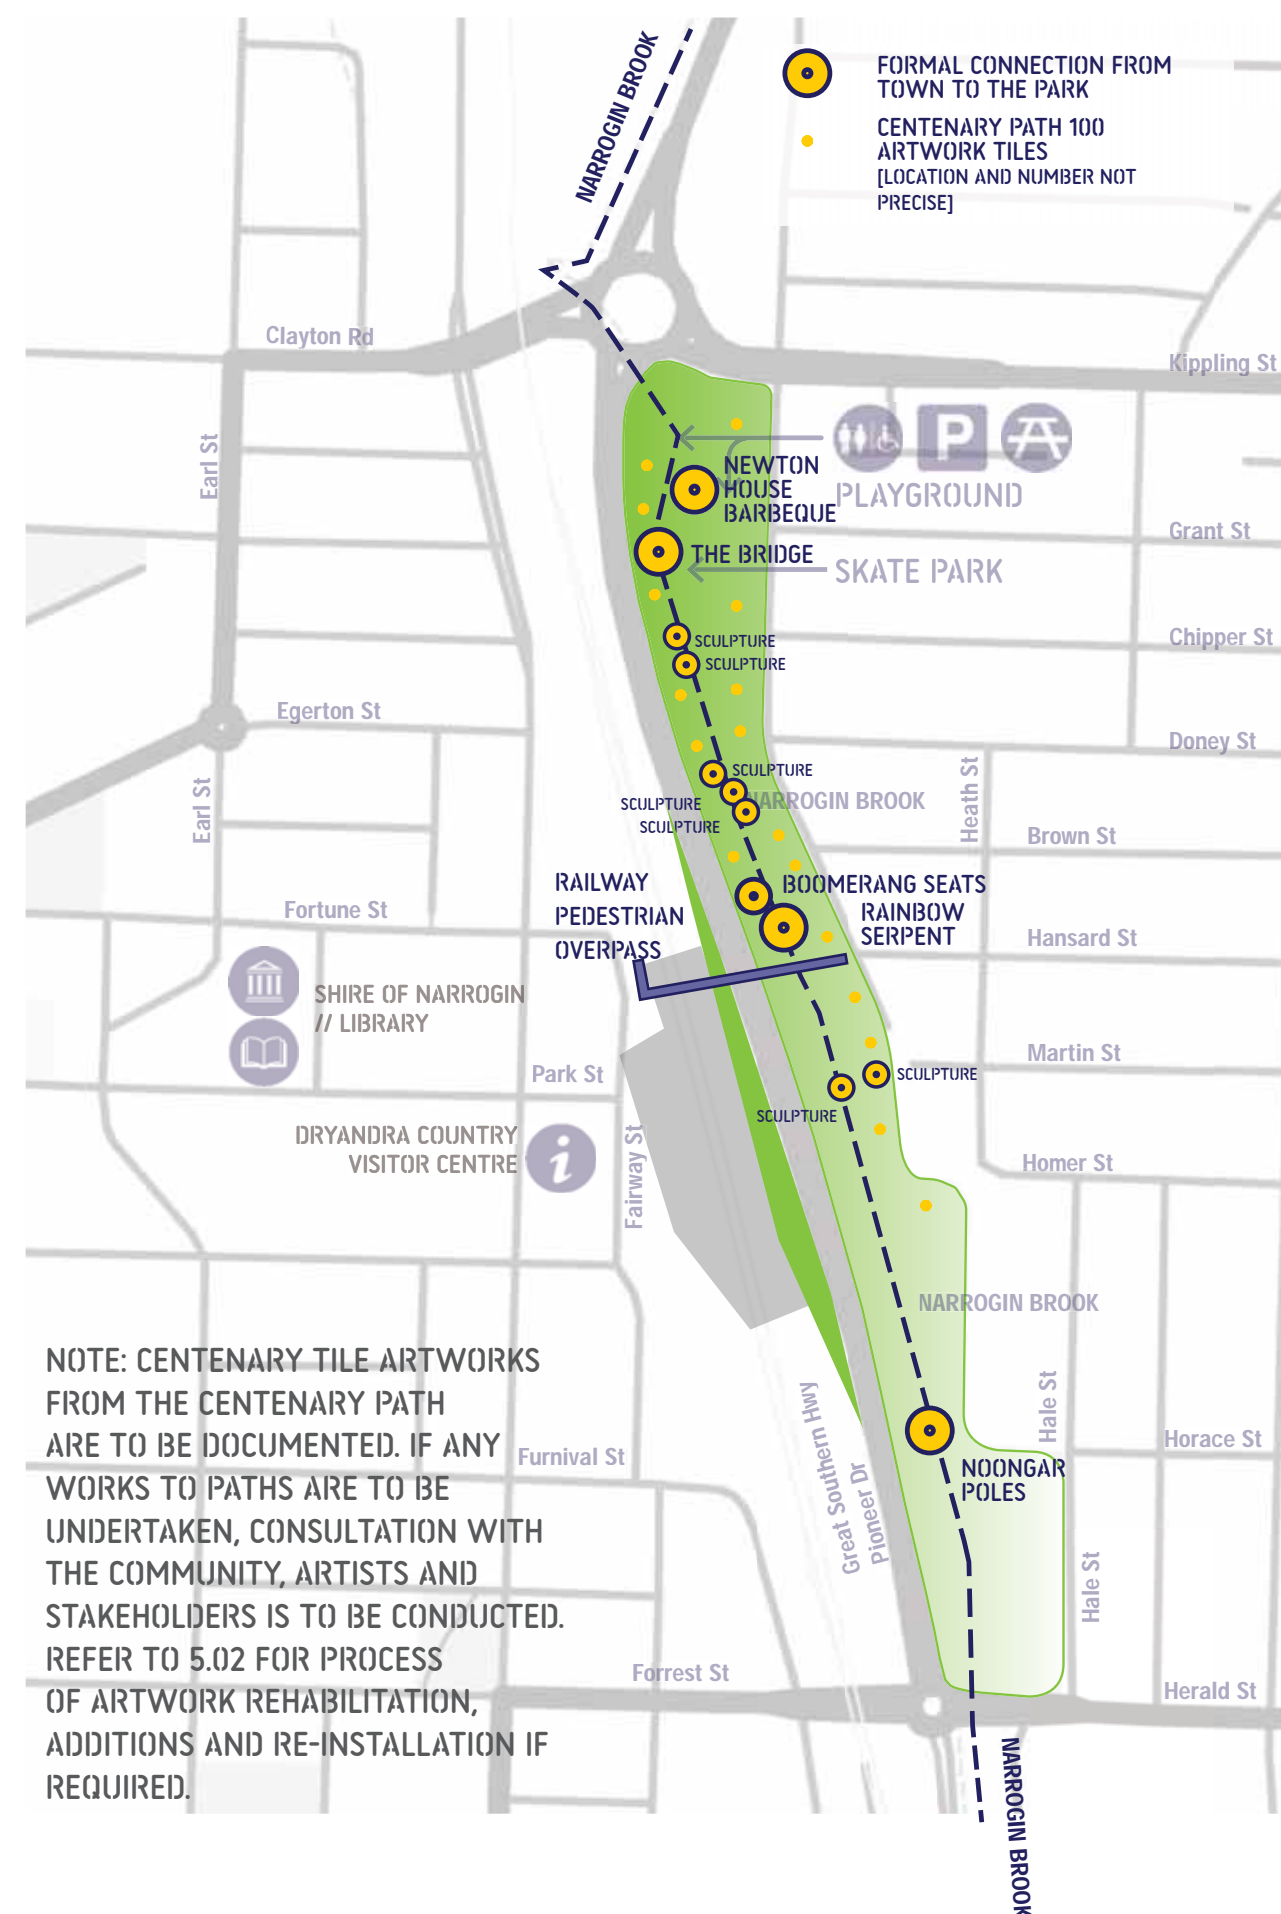 NARROGIN BROOK
FORMAL CONNECTION FROM
TOWN TO THE PARK
CENTENARY PATH 100
ARTWORK TILES
[LOCATION AND NUMBER NOT
PRECISE]
Clayton Rd
Kippling St
Earl St
P
NEWTON
HOUSE
BARBEQUE
PLAYGROUND
Grant St
THE BRIDGE
SKATE PARK
SCULPTURE
Chipper St
SCULPTURE
Egerton St
Doney St
Earl St
Heath St
SCULPTURE
SCULPTURE
NARROGIN BROOK
SCULPTURE
Brown St
RAILWAY
PEDESTRIAN
OVERPASS
BOOMERANG SEATS
RAINBOW
SERPENT
Fortune St
Hansard St
SHIRE OF NARROGIN
// LIBRARY
Martin St
Park St
SCULPTURE
SCULPTURE
DRYANDRA COUNTRY
VISITOR CENTRE
i
Fairway St
Homer St
NARROGIN BROOK
NOTE: CENTENARY TILE ARTWORKS
FROM THE CENTENARY PATH
ARE TO BE DOCUMENTED. IF ANY
WORKS TO PATHS ARE TO BE
UNDERTAKEN, CONSULTATION WITH
THE COMMUNITY, ARTISTS AND
STAKEHOLDERS IS TO BE CONDUCTED.
REFER TO 5.02 FOR PROCESS
OF ARTWORK REHABILITATION,
ADDITIONS AND RE-INSTALLATION IF
REQUIRED.
Furnival St
Great Southern Hwy
Pioneer Dr
Hale St
Horace St
NOONGAR
POLES
Hale St
Forrest St
Herald St
NARROGIN BROOK